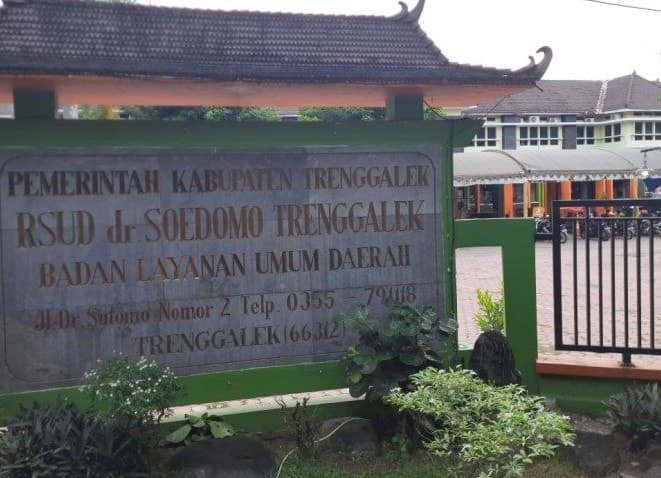 PEMERINTAH KABUPATEN TRENGGALEK
RSUD dr. SOEDOMO TRENGGALEK
BADAN LAYANAN UMUM DAERAH
Jl. Dr. Sutomo Nomor 2 Telp. 0355 -
TRENGGALEK (66312)